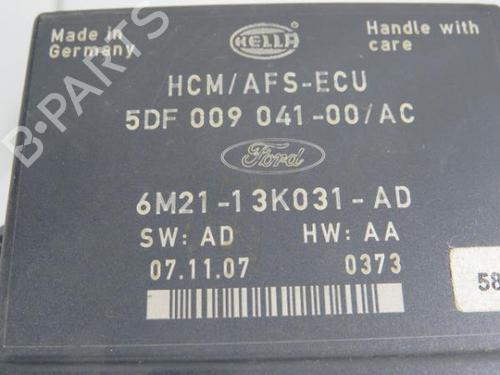 Made in
Germany
HELLA
Handle with
care
HCM/AFS-ECU
5DF 009 041-00/AC
Ford
6M21-13K031-AD
SW: AD HW: AA
07.11.07 0373
58
B-PARTS